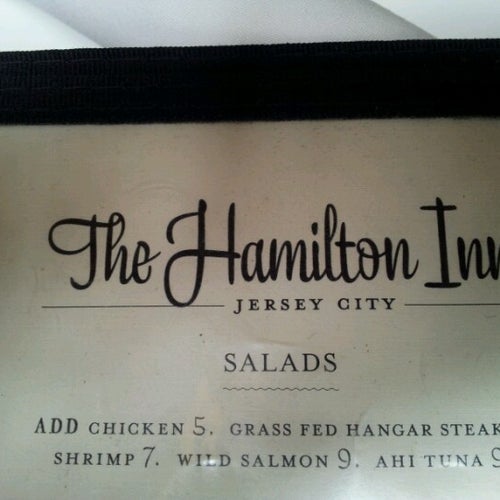 The Hamilton Inn
JERSEY CITY
SALADS
ADD CHICKEN 5. GRASS FED HANGAR STEAK
SHRIMP 7. WILD SALMON 9. AHI TUNA 9